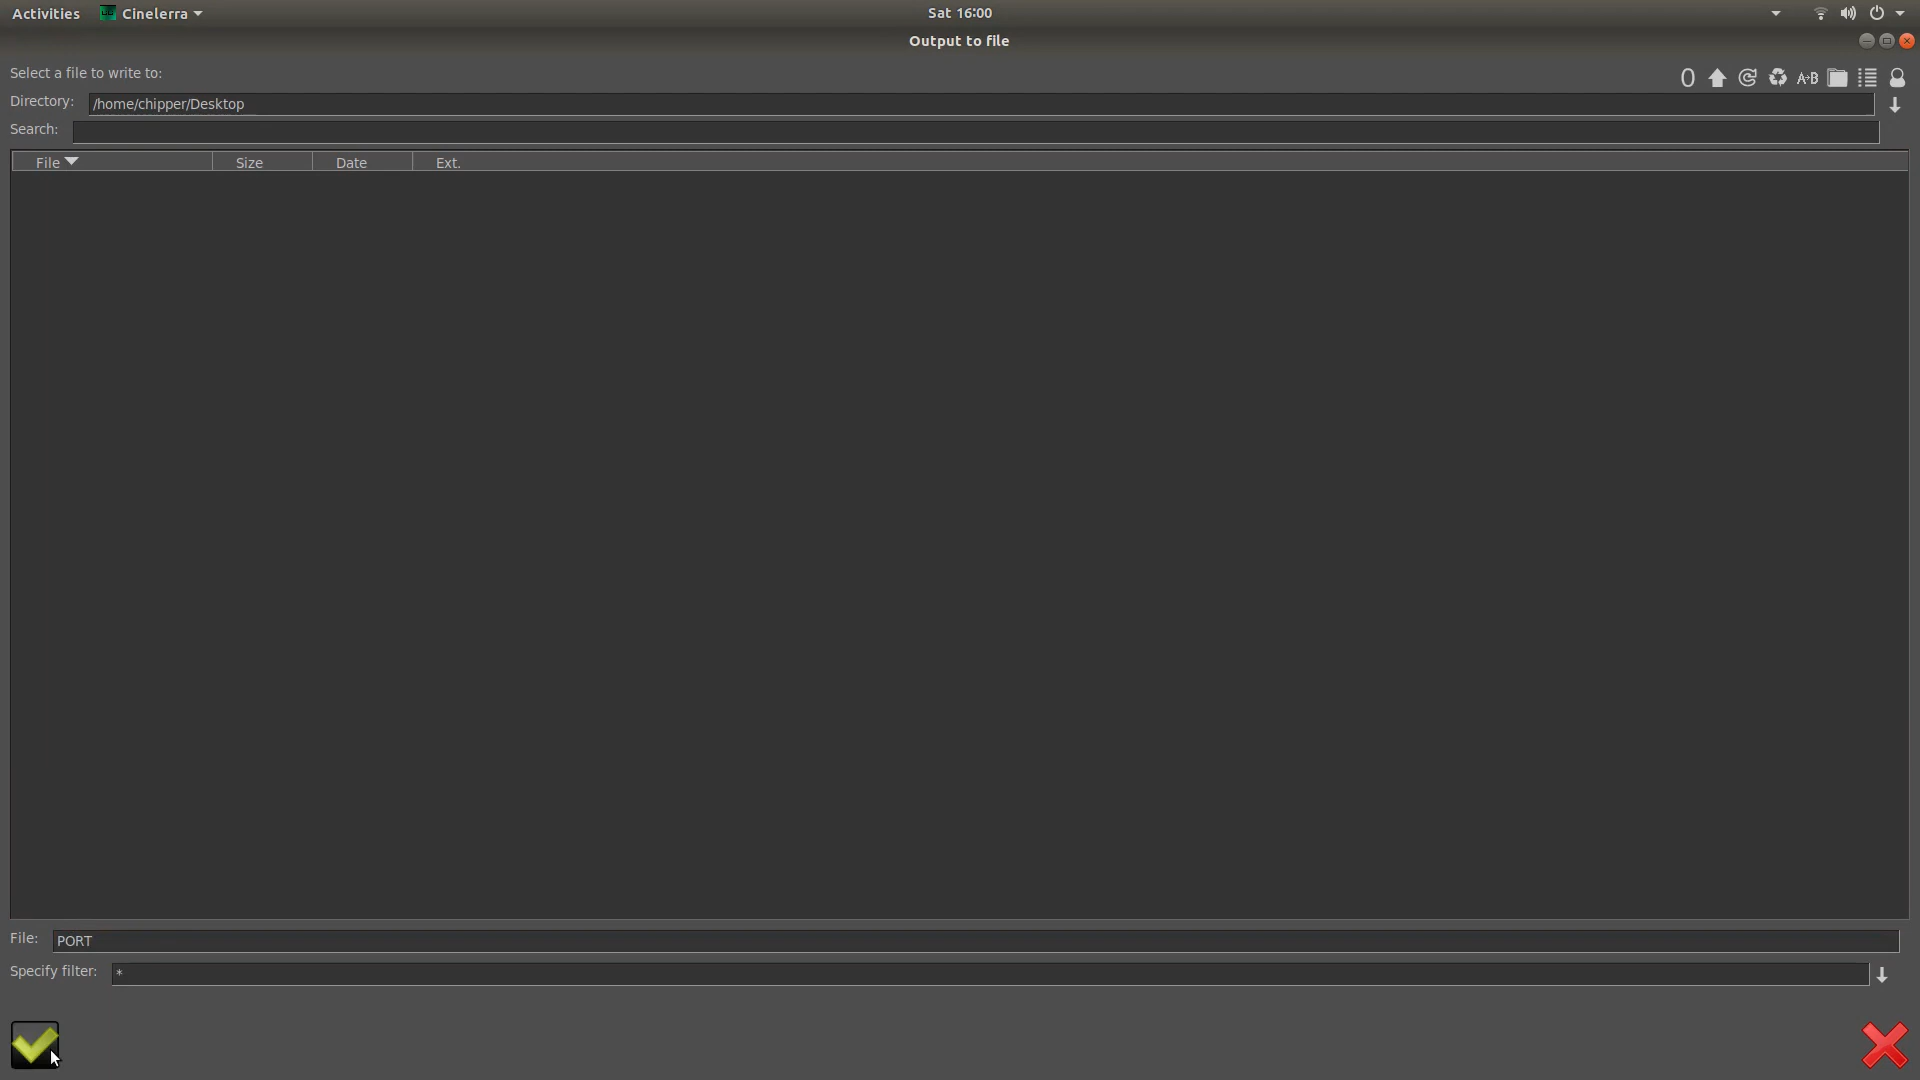 Activities Cinelerra Sat 16:00
Output to file
Select a file to write to:
0 A→B
Directory: /home/chipper/Desktop
Search:
File Size Date Ext.
File: PORT
Specify filter: *